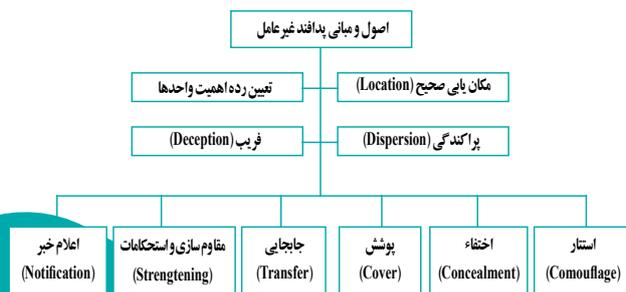 اصول و مبانی پدافند غیرعامل
مکان یابی صحیح (Location)
تعیین رده اهمیت واحدها
پراکندگی (Dispersion)
فریب (Deception)
استتار
(Comouflage)
اختفاء
(Concealment)
پوشش
(Cover)
جابجایی
(Transfer)
مقاوم سازی و استحکامات
(Strengtening)
اعلام خبر
(Notification)